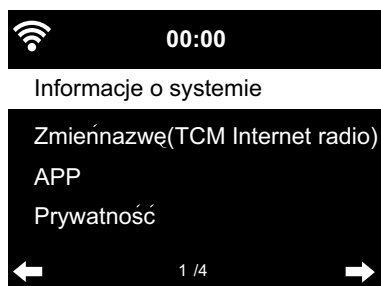 00:00
Informacje o systemie
Zmieńnazwę(TCM Internet radio)
APP
Prywatność
1 /4